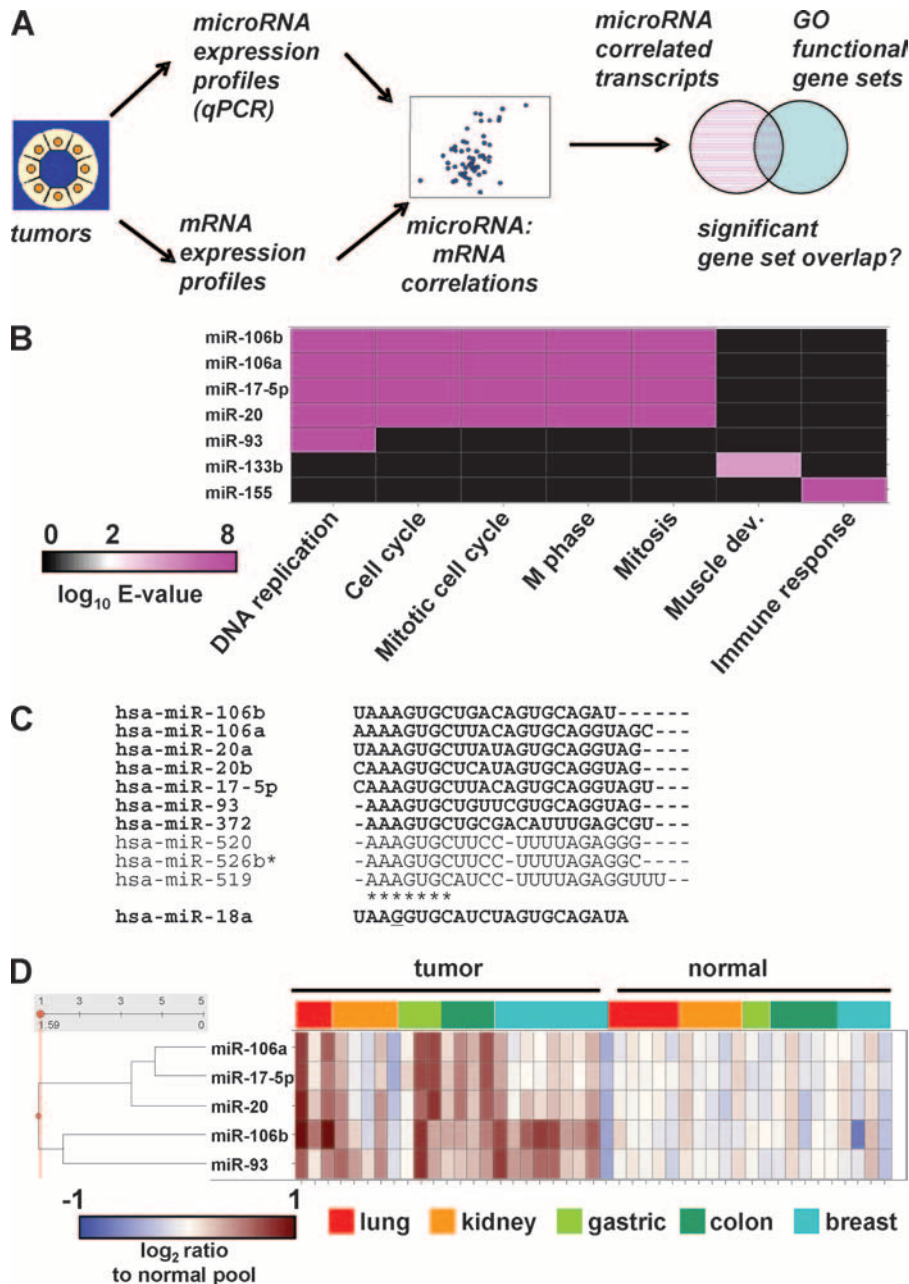 A
microRNA
expression
profiles
(qPCR)
microRNA
correlated
transcripts
GO
functional
gene sets
tumors
mRNA
expression
profiles
microRNA:
mRNA
correlations
significant
gene set overlap?
B
miR-106b
miR-106a
miR-17-5p
miR-20
miR-93
miR-133b
miR-155
0 2 8
log10 E-value
DNA replication
Cell cycle
Mitotic cell cycle
M phase
Mitosis
Muscle dev.
Immune response
C
hsa-miR-106b UAAAGUGCUGACAGUGCAGAU------
hsa-miR-106a AAAAGUGCUUACAGUGCAGGUAGC----
hsa-miR-20a UAAAGUGCUUAUAGUGCAGGUAG----
hsa-miR-20b CAAAGUGCUCAUAGUGCAGGUAG----
hsa-miR-17-5p CAAAGUGCUUACAGUGCAGGUAGU----
hsa-miR-93 -AAAGUGCUGUUCGUGCAGGUAG----
hsa-miR-372 -AAAGUGCUGCGACAUUUGAGCGU----
hsa-miR-520 -AAAGUGCUUCC-UUUUAGAGGG----
hsa-miR-526b* -AAAGUGCUUCC-UUUUAGAGGC----
hsa-miR-519 -AAAGUGCAUCC-UUUUAGAGGUUU----
*******
hsa-miR-18a UAAGGUGCAUCUAGUGCAGAUA
D
tumor normal
1 3 3 5 5
1.59 0
miR-106a
miR-17-5p
miR-20
miR-106b
miR-93
-1 1
log2 ratio
to normal pool
lung kidney gastric colon breast